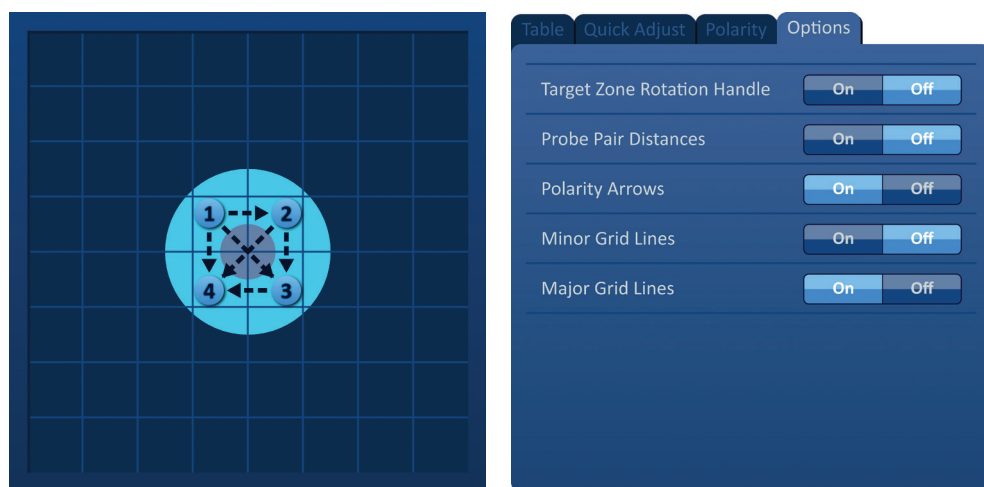 1 2
4 3
Table Quick Adjust Polarity Options
Target Zone Rotation Handle On Off
Probe Pair Distances On Off
Polarity Arrows On Off
Minor Grid Lines On Off
Major Grid Lines On Off